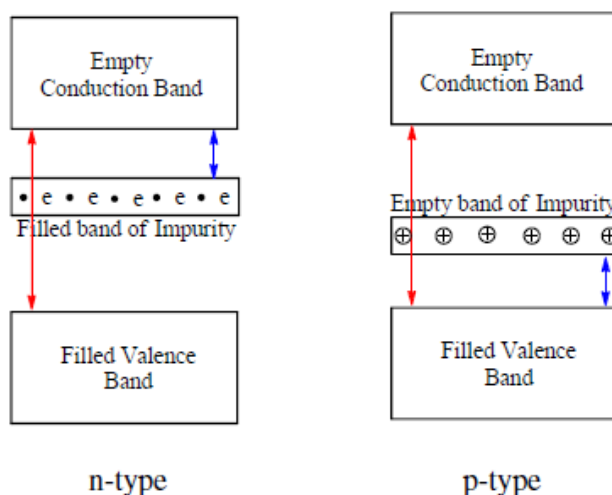 Empty
Conduction Band
• e • e • e • e • e
Filled band of Impurity
Filled Valence
Band
n-type
Empty
Conduction Band
Empty band of Impurity
⊕ ⊕ ⊕ ⊕ ⊕ ⊕
Filled Valence
Band
p-type